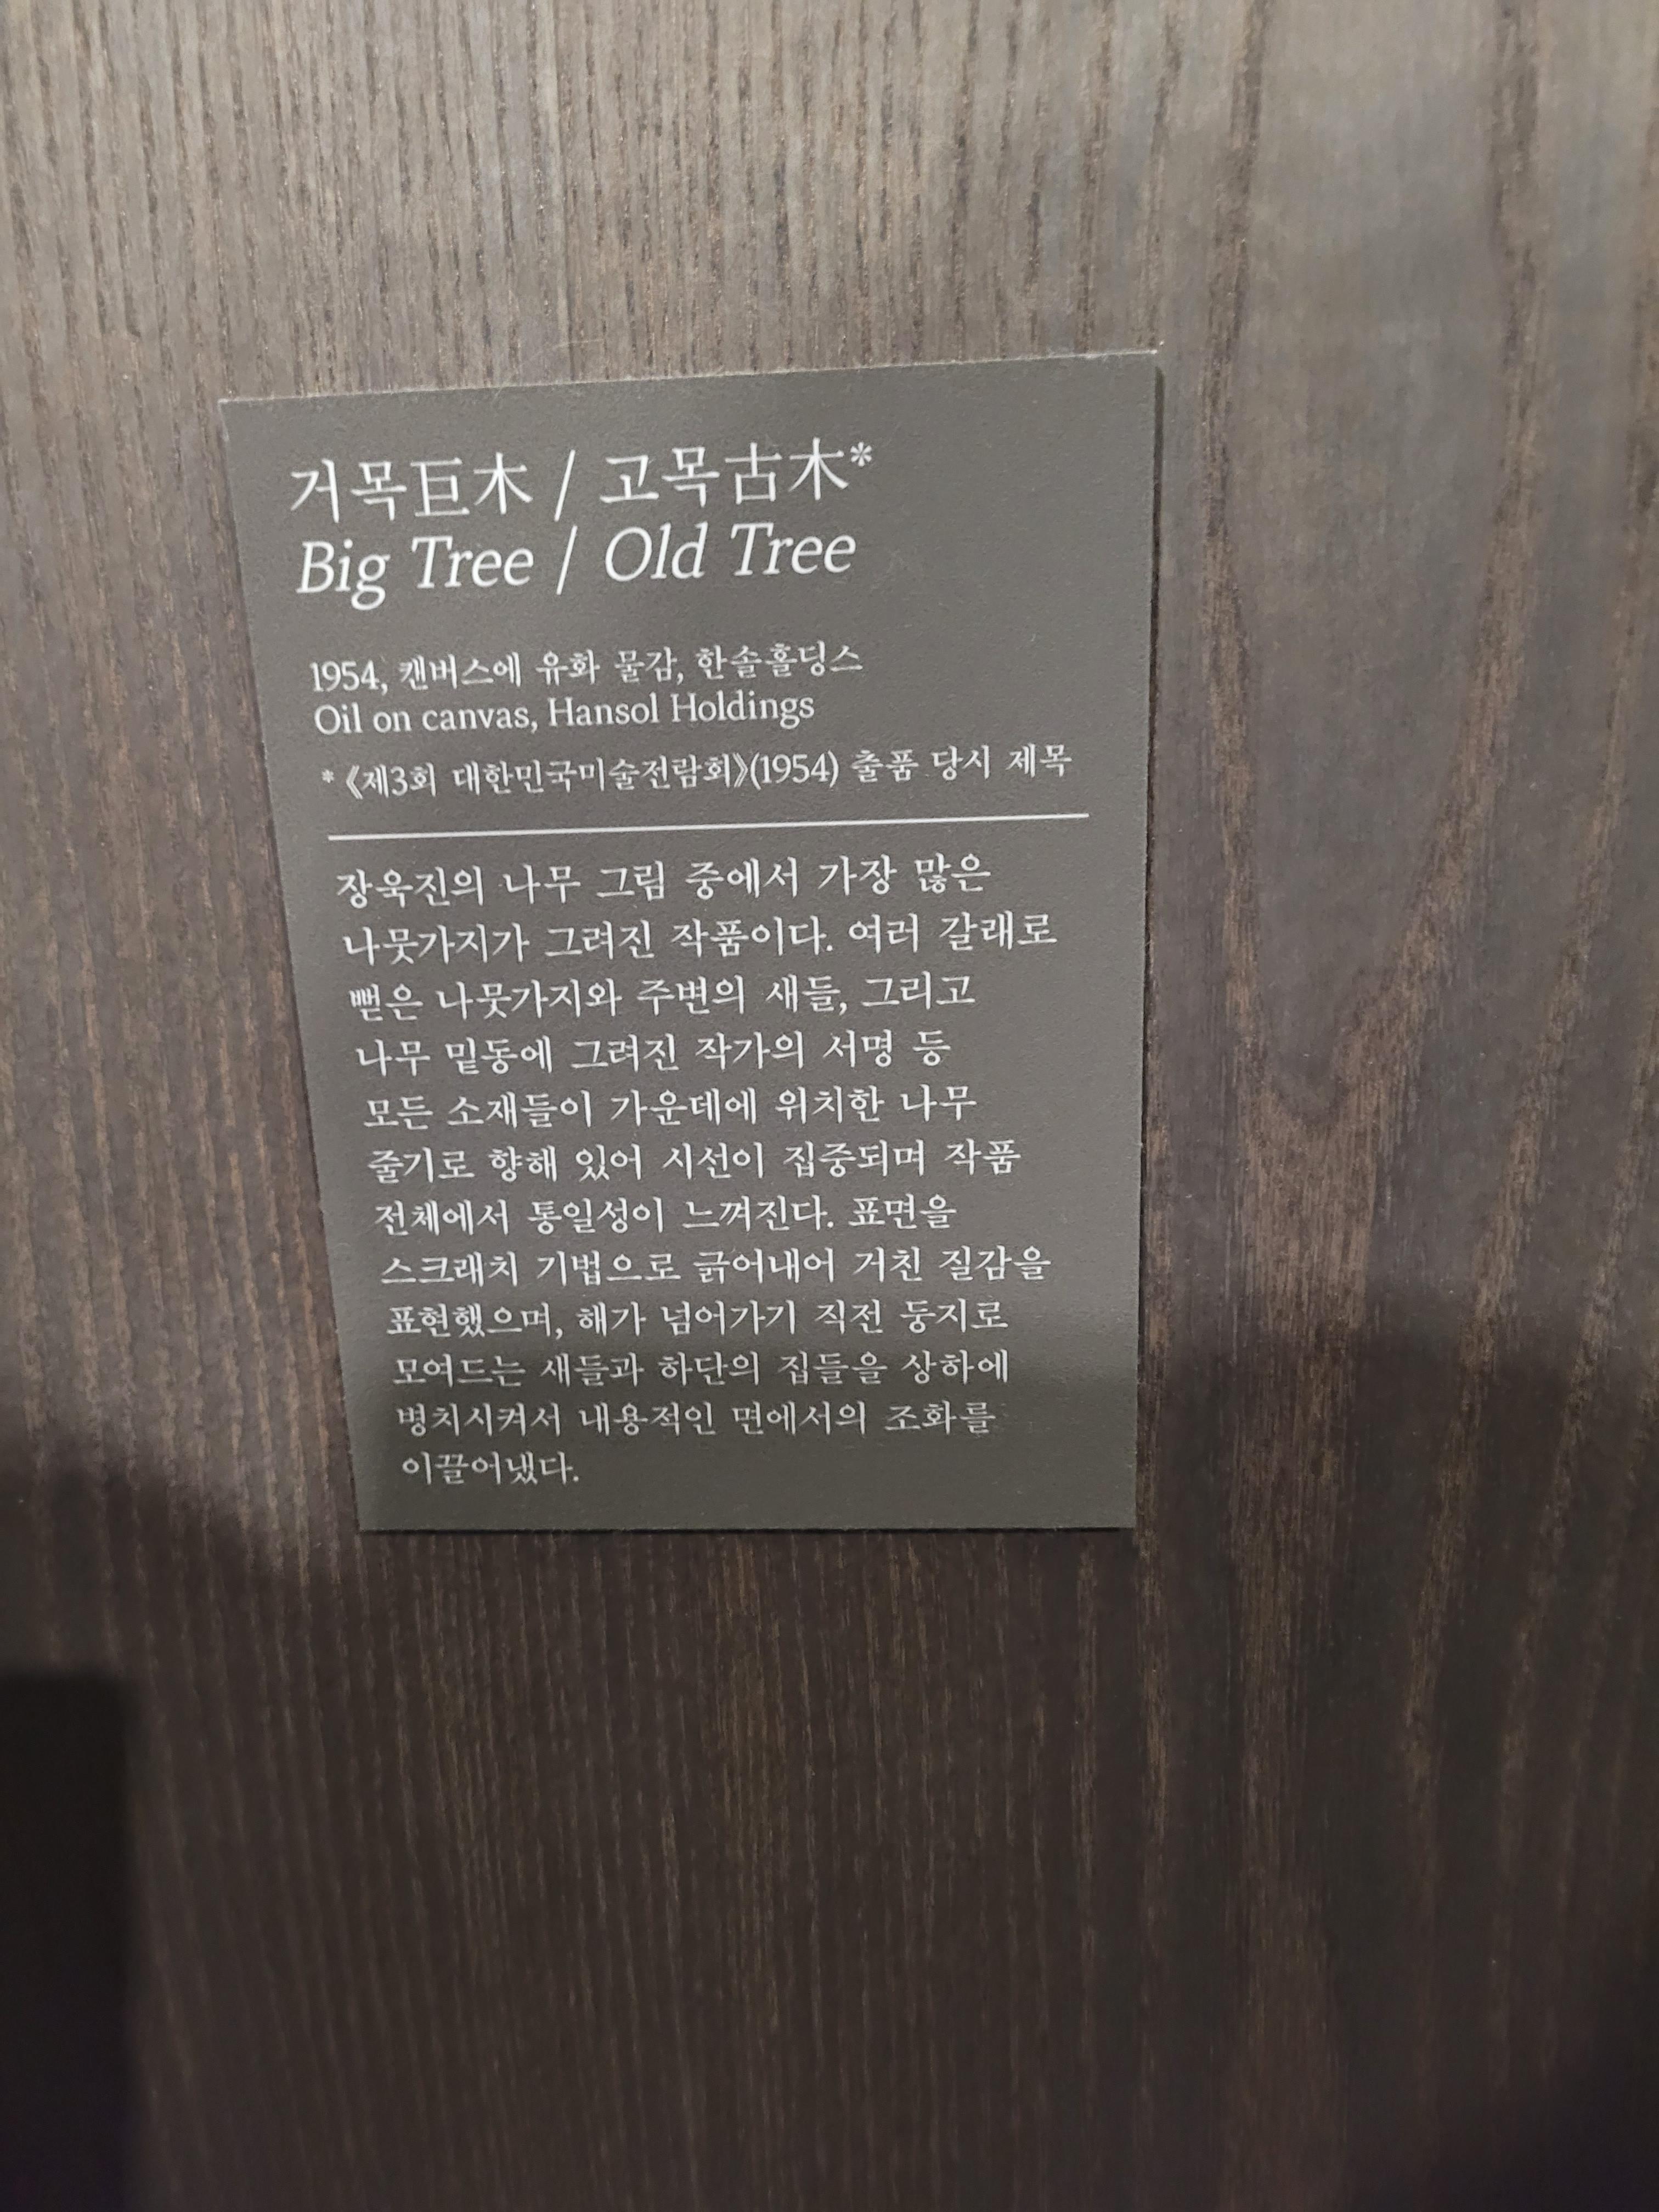 거목巨木 / 고목古木*
Big Tree / Old Tree
1954, 캔버스에 유화 물감, 한솔홀딩스
Oil on canvas, Hansol Holdings
* 《제3회 대한민국미술전람회》(1954) 출품 당시 제목
장욱진의 나무 그림 중에서 가장 많은
나뭇가지가 그려진 작품이다. 여러 갈래로
뻗은 나뭇가지와 주변의 새들, 그리고
나무 밑동에 그려진 작가의 서명 등
모든 소재들이 가운데에 위치한 나무
줄기로 향해 있어 시선이 집중되며 작품
전체에서 통일성이 느껴진다. 표면을
스크래치 기법으로 긁어내어 거친 질감을
표현했으며, 해가 넘어가기 직전 둥지로
모여드는 새들과 하단의 집들을 상하에
병치시켜서 내용적인 면에서의 조화를
이끌어냈다.